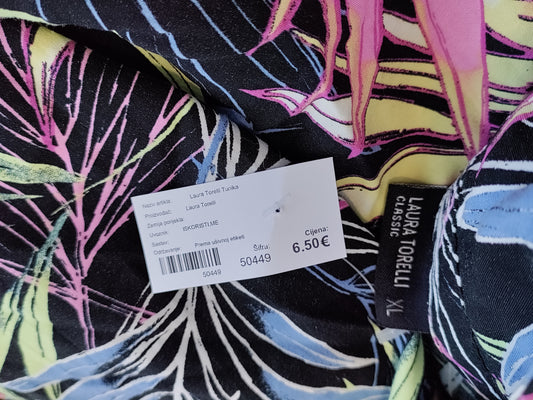 Naziv artikla: Laura Torelli Tunika
Proizvođač: Laura Torelli
Zemlja porijekla:
Uvoznik: ISKORISTI.ME
Sastav:
Održavanje: Prema ušivnoj etiketi
50449
Šifra:
50449
Cijena:
6.50€
LAURA TORELLI
CLASSIC
XL